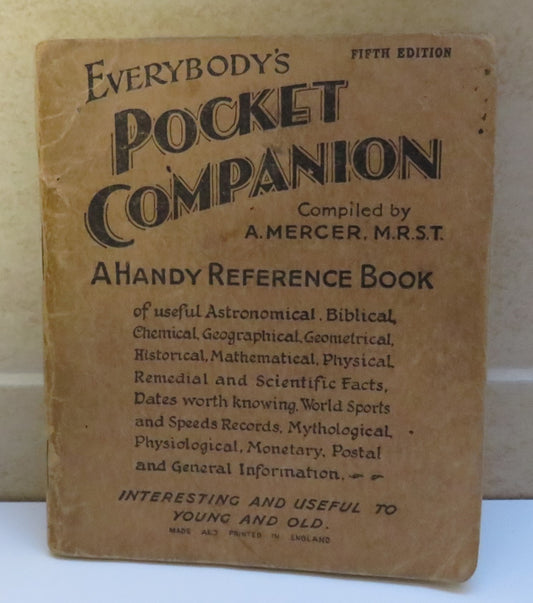 EVERYBODY'S
FIFTH EDITION
POCKET
COMPANION
Compiled by
A. MERCER, M.R.S.T.
A HANDY REFERENCE BOOK
of useful Astronomical, Biblical,
Chemical, Geographical, Geometrical,
Historical, Mathematical, Physical,
Remedial and Scientific Facts,
Dates worth knowing, World Sports
and Speeds Records, Mythological,
Physiological, Monetary, Postal
and General Information.
INTERESTING AND USEFUL TO
YOUNG AND OLD.
MADE AND PRINTED IN ENGLAND